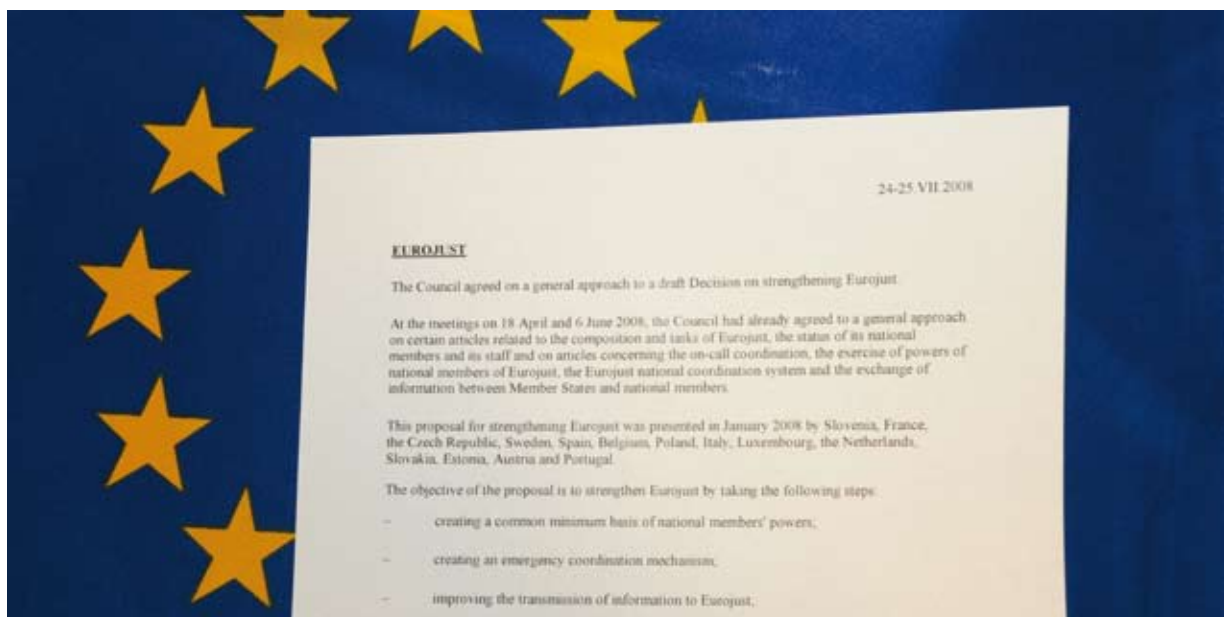 24-25.VII.2008
EUROJUST
The Council agreed on a general approach to a draft Decision on strengthening Eurojust.
At the meetings on 18 April and 6 June 2008, the Council had already agreed to a general approach
on certain articles related to the composition and tasks of Eurojust, the status of its national
members and its staff and on articles concerning the on-call coordination, the exercise of powers of
national members of Eurojust, the Eurojust national coordination system and the exchange of
information between Member States and national members.
This proposal for strengthening Eurojust was presented in January 2008 by Slovenia, France,
the Czech Republic, Sweden, Spain, Belgium, Poland, Italy, Luxembourg, the Netherlands,
Slovakia, Estonia, Austria and Portugal.
The objective of the proposal is to strengthen Eurojust by taking the following steps:
– creating a common minimum basis of national members' powers;
– creating an emergency coordination mechanism;
– improving the transmission of information to Eurojust;